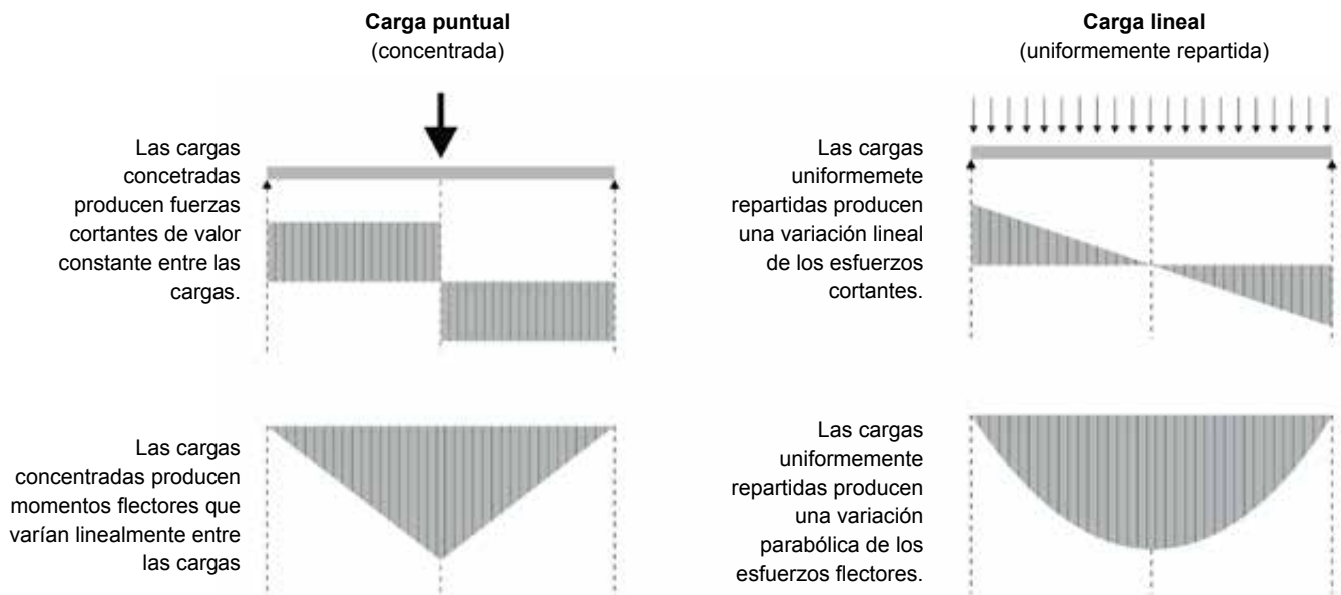 Carga puntual
(concentrada)
Las cargas
concetradas
producen fuerzas
cortantes de valor
constante entre las
cargas.
Las cargas
concentradas producen
momentos flectores que
varían linealmente entre
las cargas
Carga lineal
(uniformemente repartida)
Las cargas
uniformemete
repartidas producen
una variación lineal
de los esfuerzos
cortantes.
Las cargas
uniformemente
repartidas producen
una variación
parabólica de los
esfuerzos flectores.